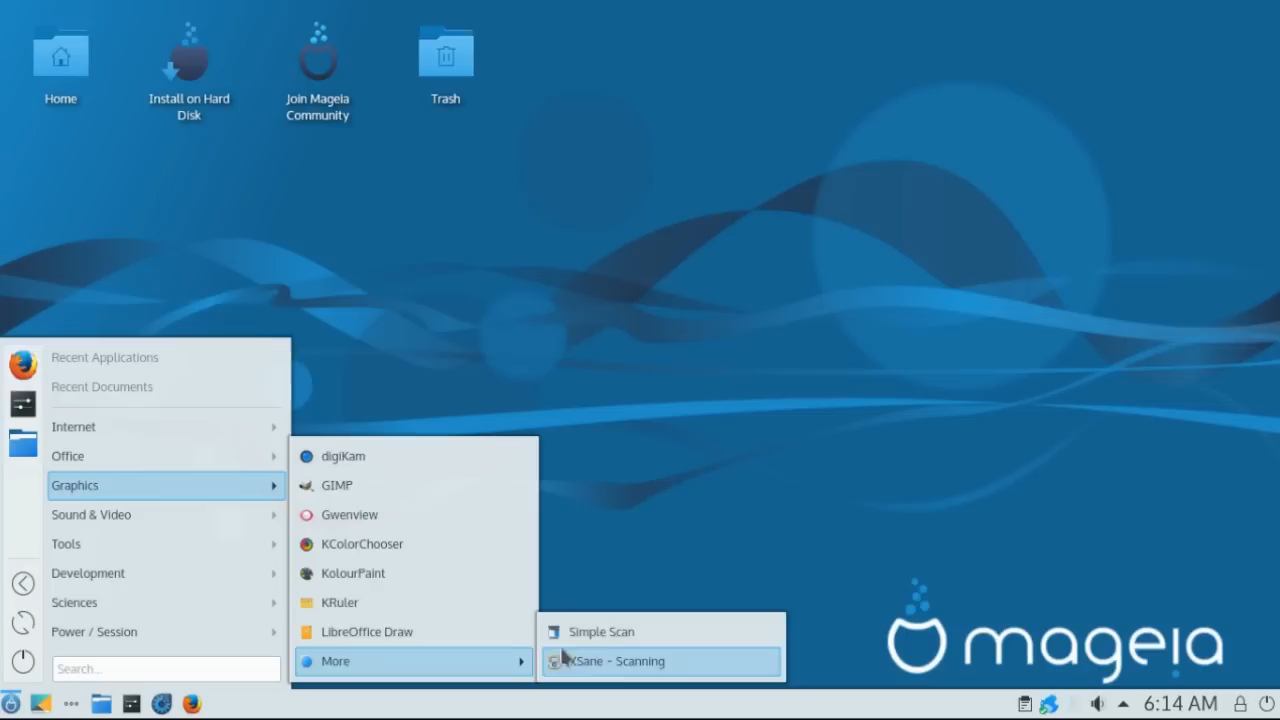 Home
Install on Hard
Disk
Join Mageia
Community
Trash
Recent Applications
Recent Documents
Internet
Office
Graphics
Sound & Video
Tools
Development
Sciences
Power / Session
Search...
digiKam
GIMP
Gwenview
KColorChooser
KolourPaint
KRuler
LibreOffice Draw
More
Simple Scan
XSane - Scanning
mageia
6:14 AM